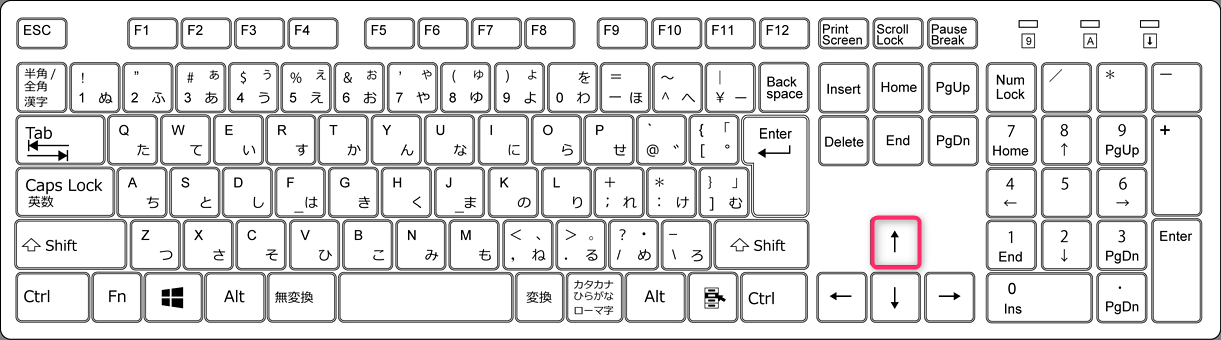 ESC F1 F2 F3 F4 F5 F6 F7 F8 F9 F10 F11 F12 Print Screen Scroll Lock Pause Break 9 A ⬇
半角/全角 漢字 ! 1 ぬ " 2 ふ # ぁ 3 あ $ ぅ 4 う % ぇ 5 え & ぉ 6 お ' ゃ 7 や ( ゅ 8 ゆ ) ょ 9 よ を 0 わ = - ほ ~ ^ へ | ¥ ー Back space Insert Home PgUp Num Lock / * -
Tab Q た W て E い R す T か Y ん U な I に O ら P せ ` @ ゛ { 「 [ ° Enter Delete End PgDn 7 Home 8 ↑ 9 PgUp +
Caps Lock 英数 A ち S と D し F _は G き H く J _ま K の L り + ; れ * : け } 」 ] む 4 ← 5 6 →
Shift Z つ X さ C そ V ひ B こ N み M も < 、 , ね > 。 . る ? ・ / め _ \ ろ Shift ↑ 1 End 2 ↓ 3 PgDn Enter
Ctrl Fn Alt 無変換 変換 カタカナ ひらがな ローマ字 Alt Ctrl ← ↓ → 0 Ins . PgDn